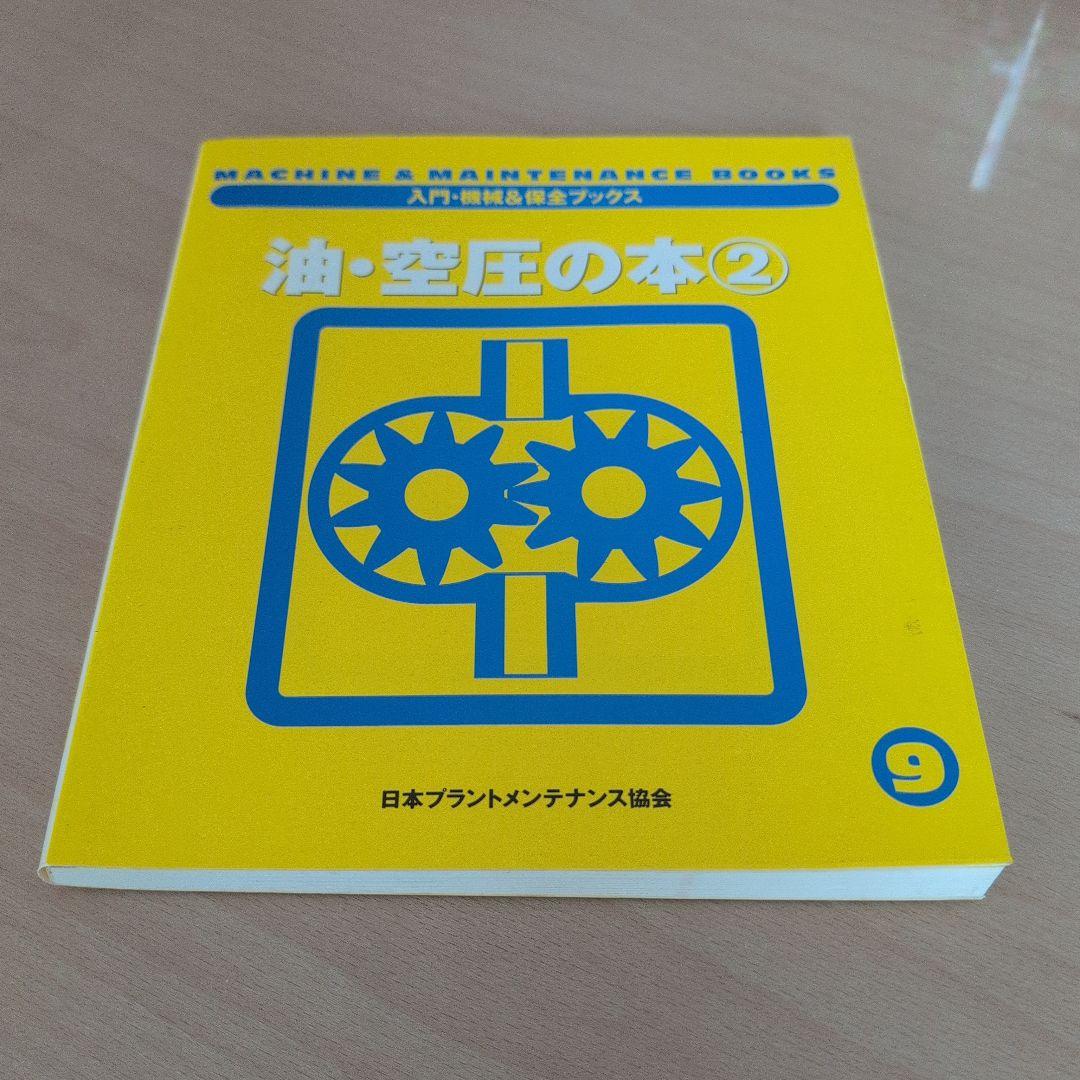 MACHINE & MAINTENANCE BOOKS
入門・機械&保全ブックス
油・空圧の本②
9
日本プラントメンテナンス協会